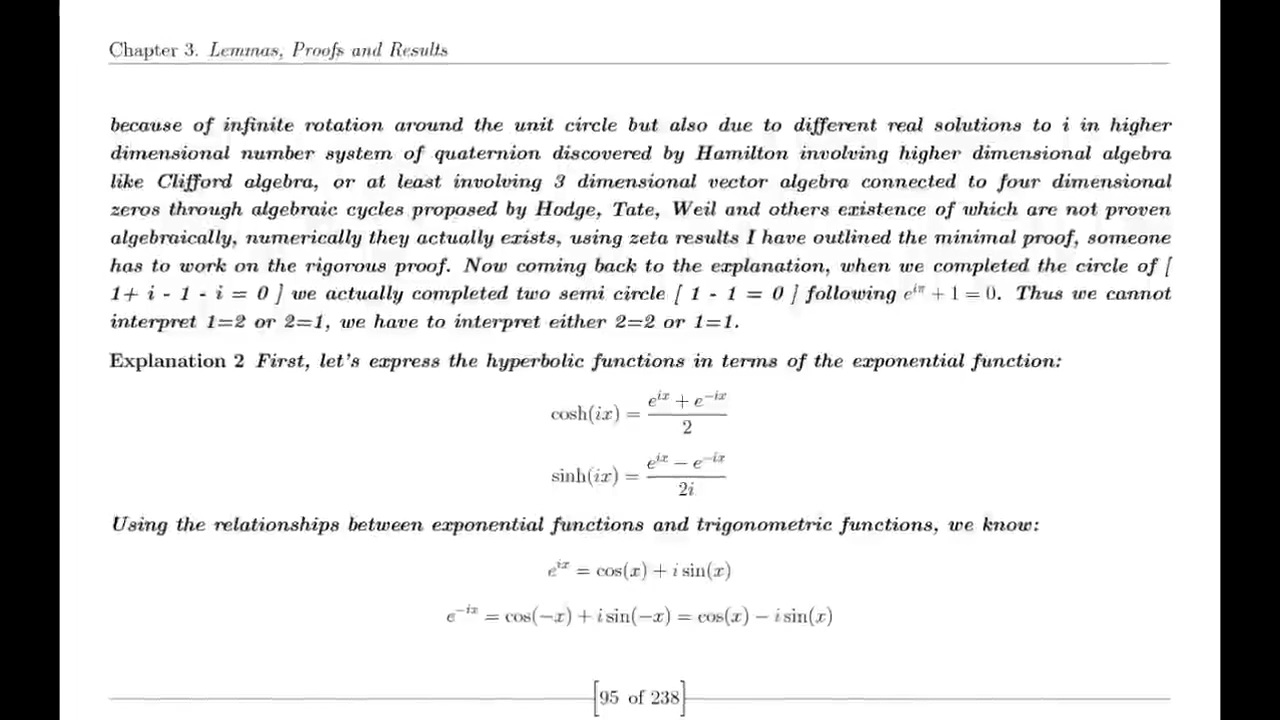 Chapter 3. Lemmas, Proofs and Results
because of infinite rotation around the unit circle but also due to different real solutions to i in higher
dimensional number system of quaternion discovered by Hamilton involving higher dimensional algebra
like Clifford algebra, or at least involving 3 dimensional vector algebra connected to four dimensional
zeros through algebraic cycles proposed by Hodge, Tate, Weil and others existence of which are not proven
algebraically, numerically they actually exists, using zeta results I have outlined the minimal proof, someone
has to work on the rigorous proof. Now coming back to the explanation, when we completed the circle of [
1+ i - 1 - i = 0 ] we actually completed two semi circle [ 1 - 1 = 0 ] following e^{iπ} + 1 = 0. Thus we cannot
interpret 1=2 or 2=1, we have to interpret either 2=2 or 1=1.
Explanation 2 First, let's express the hyperbolic functions in terms of the exponential function:
cosh(ix) = \frac{e^{ix} + e^{-ix}}{2}
sinh(ix) = \frac{e^{ix} − e^{-ix}}{2i}
Using the relationships between exponential functions and trigonometric functions, we know:
e^{ix} = cos(x) + i sin(x)
e^{-ix} = cos(−x) + i sin(−x) = cos(x) − i sin(x)
[95 of 238]